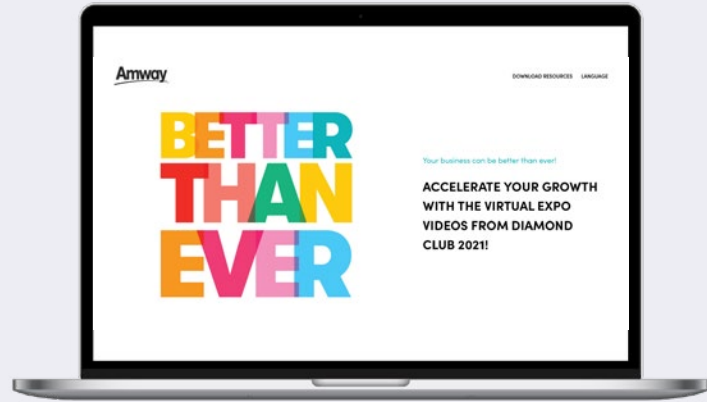 Amway
DOWNLOAD RESOURCES LANGUAGE
BETTER
THAN
EVER
Your business can be better than ever!
ACCELERATE YOUR GROWTH
WITH THE VIRTUAL EXPO
VIDEOS FROM DIAMOND
CLUB 2021!